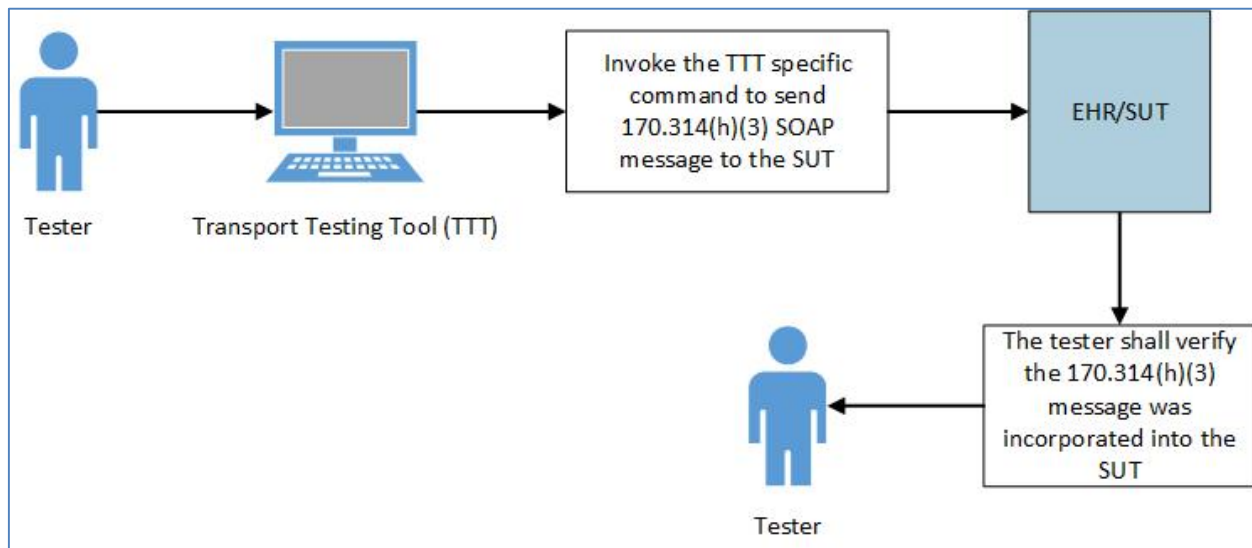 Tester
Transport Testing Tool (TTT)
Invoke the TTT specific
command to send
170.314(h)(3) SOAP
message to the SUT
EHR/SUT
The tester shall verify
the 170.314(h)(3)
message was
incorporated into the
SUT
Tester